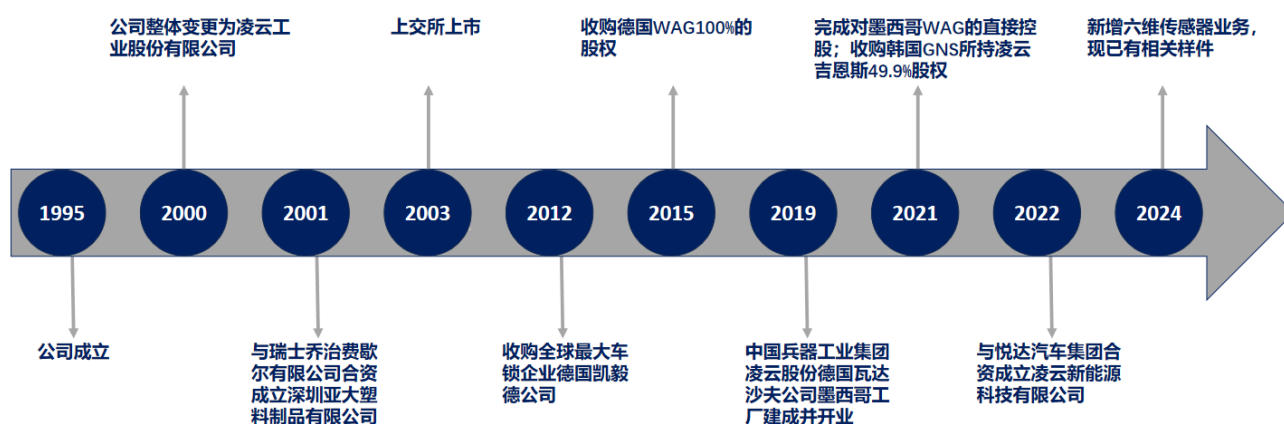 公司整体变更为凌云工
业股份有限公司
上交所上市
收购德国WAG100%的
股权
完成对墨西哥WAG的直接控
股；收购韩国GNS所持凌云
吉恩斯49.9%股权
新增六维传感器业务，
现已有相关样件
1995
2000
2001
2003
2012
2015
2019
2021
2022
2024
公司成立
与瑞士乔治费歇
尔有限公司合资
成立深圳亚大塑
料制品有限公司
收购全球最大车
锁企业德国凯毅
德公司
中国兵器工业集团
凌云股份德国瓦达
沙夫公司墨西哥工
厂建成并开业
与悦达汽车集团合
资成立凌云新能源
科技有限公司